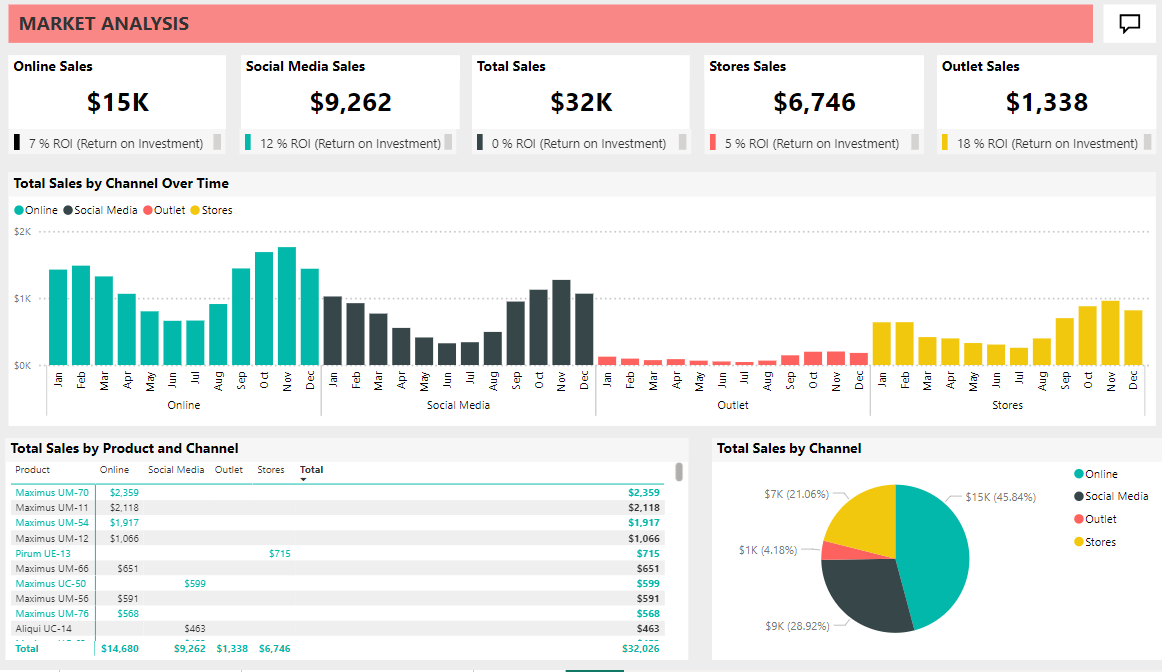 MARKET ANALYSIS
Online Sales
$15K
7 % ROI (Return on Investment)
Social Media Sales
$9,262
12 % ROI (Return on Investment)
Total Sales
$32K
0 % ROI (Return on Investment)
Stores Sales
$6,746
5 % ROI (Return on Investment)
Outlet Sales
$1,338
18 % ROI (Return on Investment)
Total Sales by Channel Over Time
Online Social Media Outlet Stores
$2K
$1K
$0K
Jan Feb Mar Apr May Jun Jul Aug Sep Oct Nov Dec Jan Feb Mar Apr May Jun Jul Aug Sep Oct Nov Dec Jan Feb Mar Apr May Jun Jul Aug Sep Oct Nov Dec Jan Feb Mar Apr May Jun Jul Aug Sep Oct Nov Dec
Online Social Media Outlet Stores
Total Sales by Product and Channel
Product Online Social Media Outlet Stores Total
Maximus UM-70 $2,359 $2,359
Maximus UM-11 $2,118 $2,118
Maximus UM-54 $1,917 $1,917
Maximus UM-12 $1,066 $1,066
Pirum UE-13 $715 $715
Maximus UM-66 $651 $651
Maximus UC-50 $599 $599
Maximus UM-56 $591 $591
Maximus UM-76 $568 $568
Aliqui UC-14 $463 $463
Total $14,680 $9,262 $1,338 $6,746 $32,026
Total Sales by Channel
$7K (21.06%)
$15K (45.84%)
$1K (4.18%)
$9K (28.92%)
Online
Social Media
Outlet
Stores